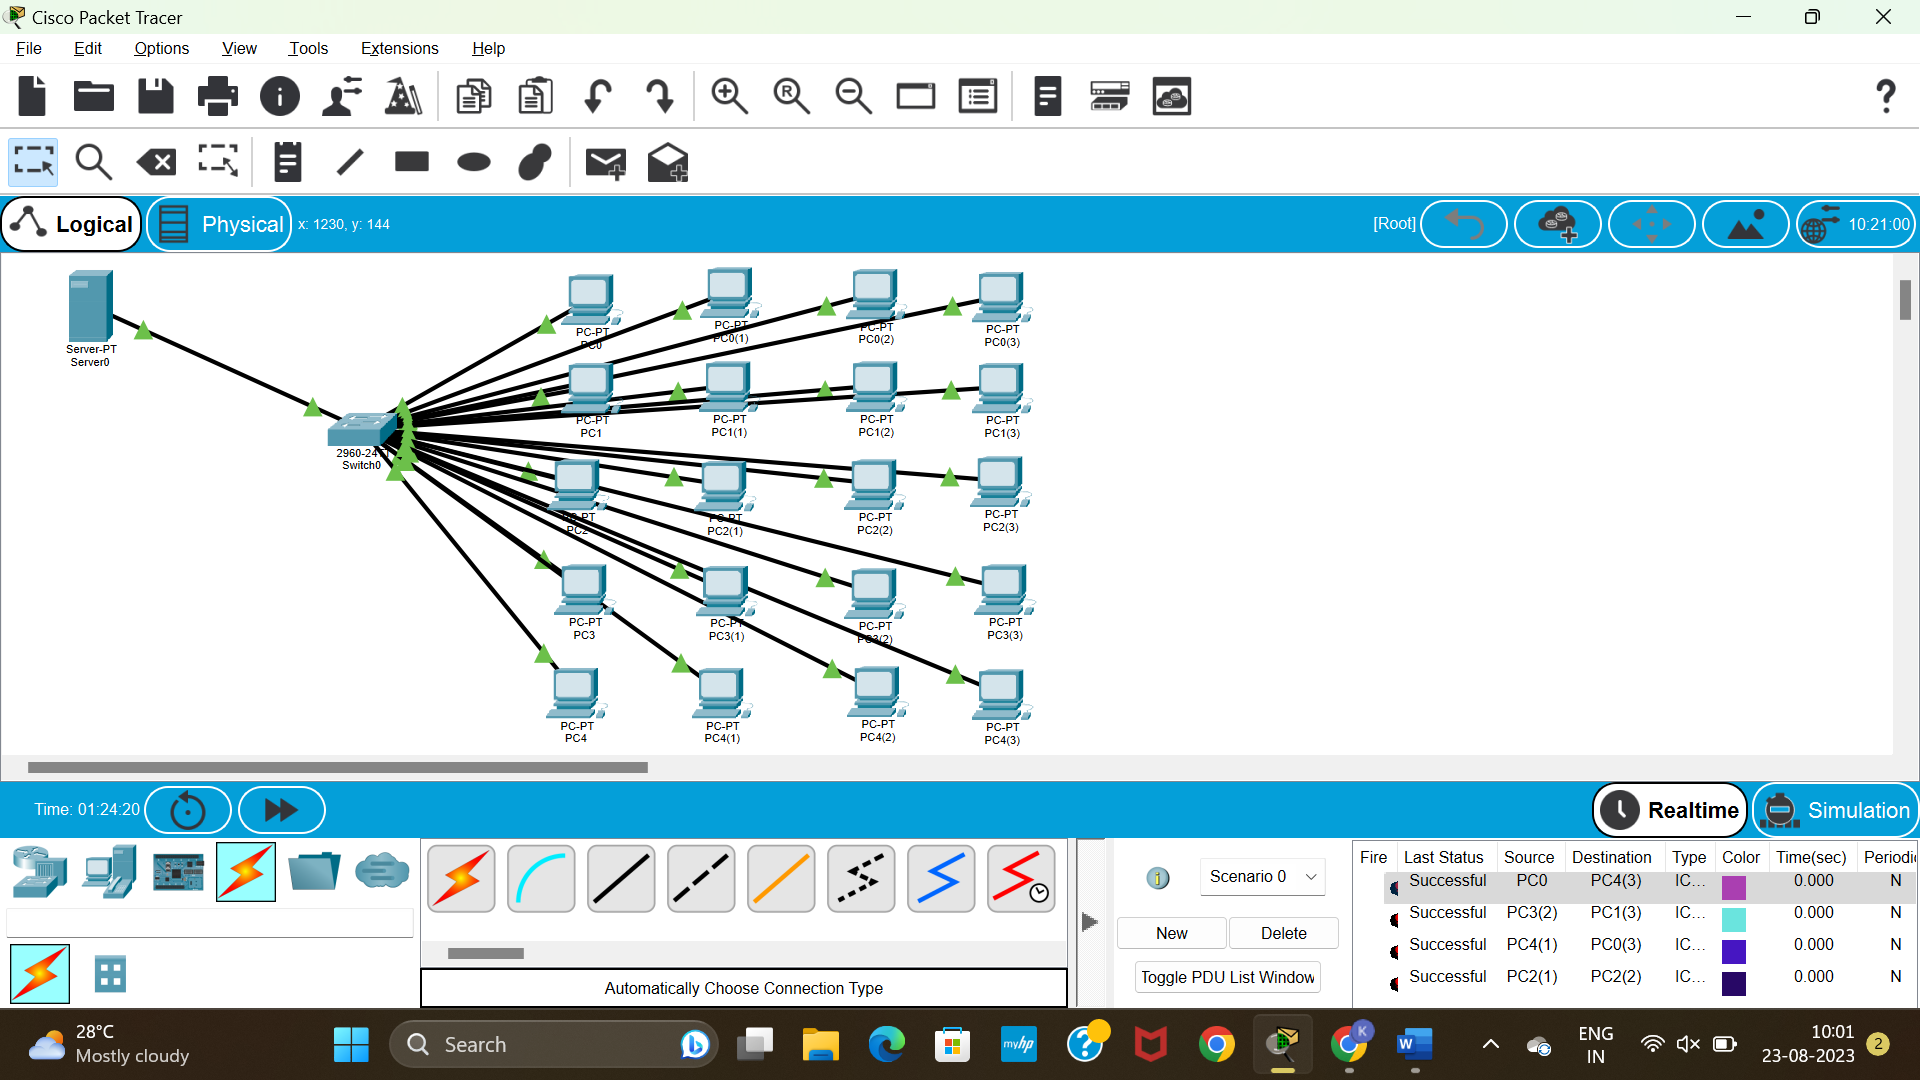 Cisco Packet Tracer
File Edit Options View Tools Extensions Help
R
?
Logical Physical x: 1230, y: 144 [Root] 10:21:00
Server-PT
Server0
2960-24TT
Switch0
PC-PT
PC0
PC-PT
PC0(1)
PC-PT
PC0(2)
PC-PT
PC0(3)
PC-PT
PC1
PC-PT
PC1(1)
PC-PT
PC1(2)
PC-PT
PC1(3)
PC-PT
PC2
PC-PT
PC2(1)
PC-PT
PC2(2)
PC-PT
PC2(3)
PC-PT
PC3
PC-PT
PC3(1)
PC-PT
PC3(2)
PC-PT
PC3(3)
PC-PT
PC4
PC-PT
PC4(1)
PC-PT
PC4(2)
PC-PT
PC4(3)
Time: 01:24:20 Realtime Simulation
Scenario 0
New Delete
Toggle PDU List Window
Automatically Choose Connection Type
Fire Last Status Source Destination Type Color Time(sec) Periodic
Successful PC0 PC4(3) IC... 0.000 N
Successful PC3(2) PC1(3) IC... 0.000 N
Successful PC4(1) PC0(3) IC... 0.000 N
Successful PC2(1) PC2(2) IC... 0.000 N
28°C
Mostly cloudy
Search
myhp
?
K
W
ENG
IN
10:01
23-08-2023
2